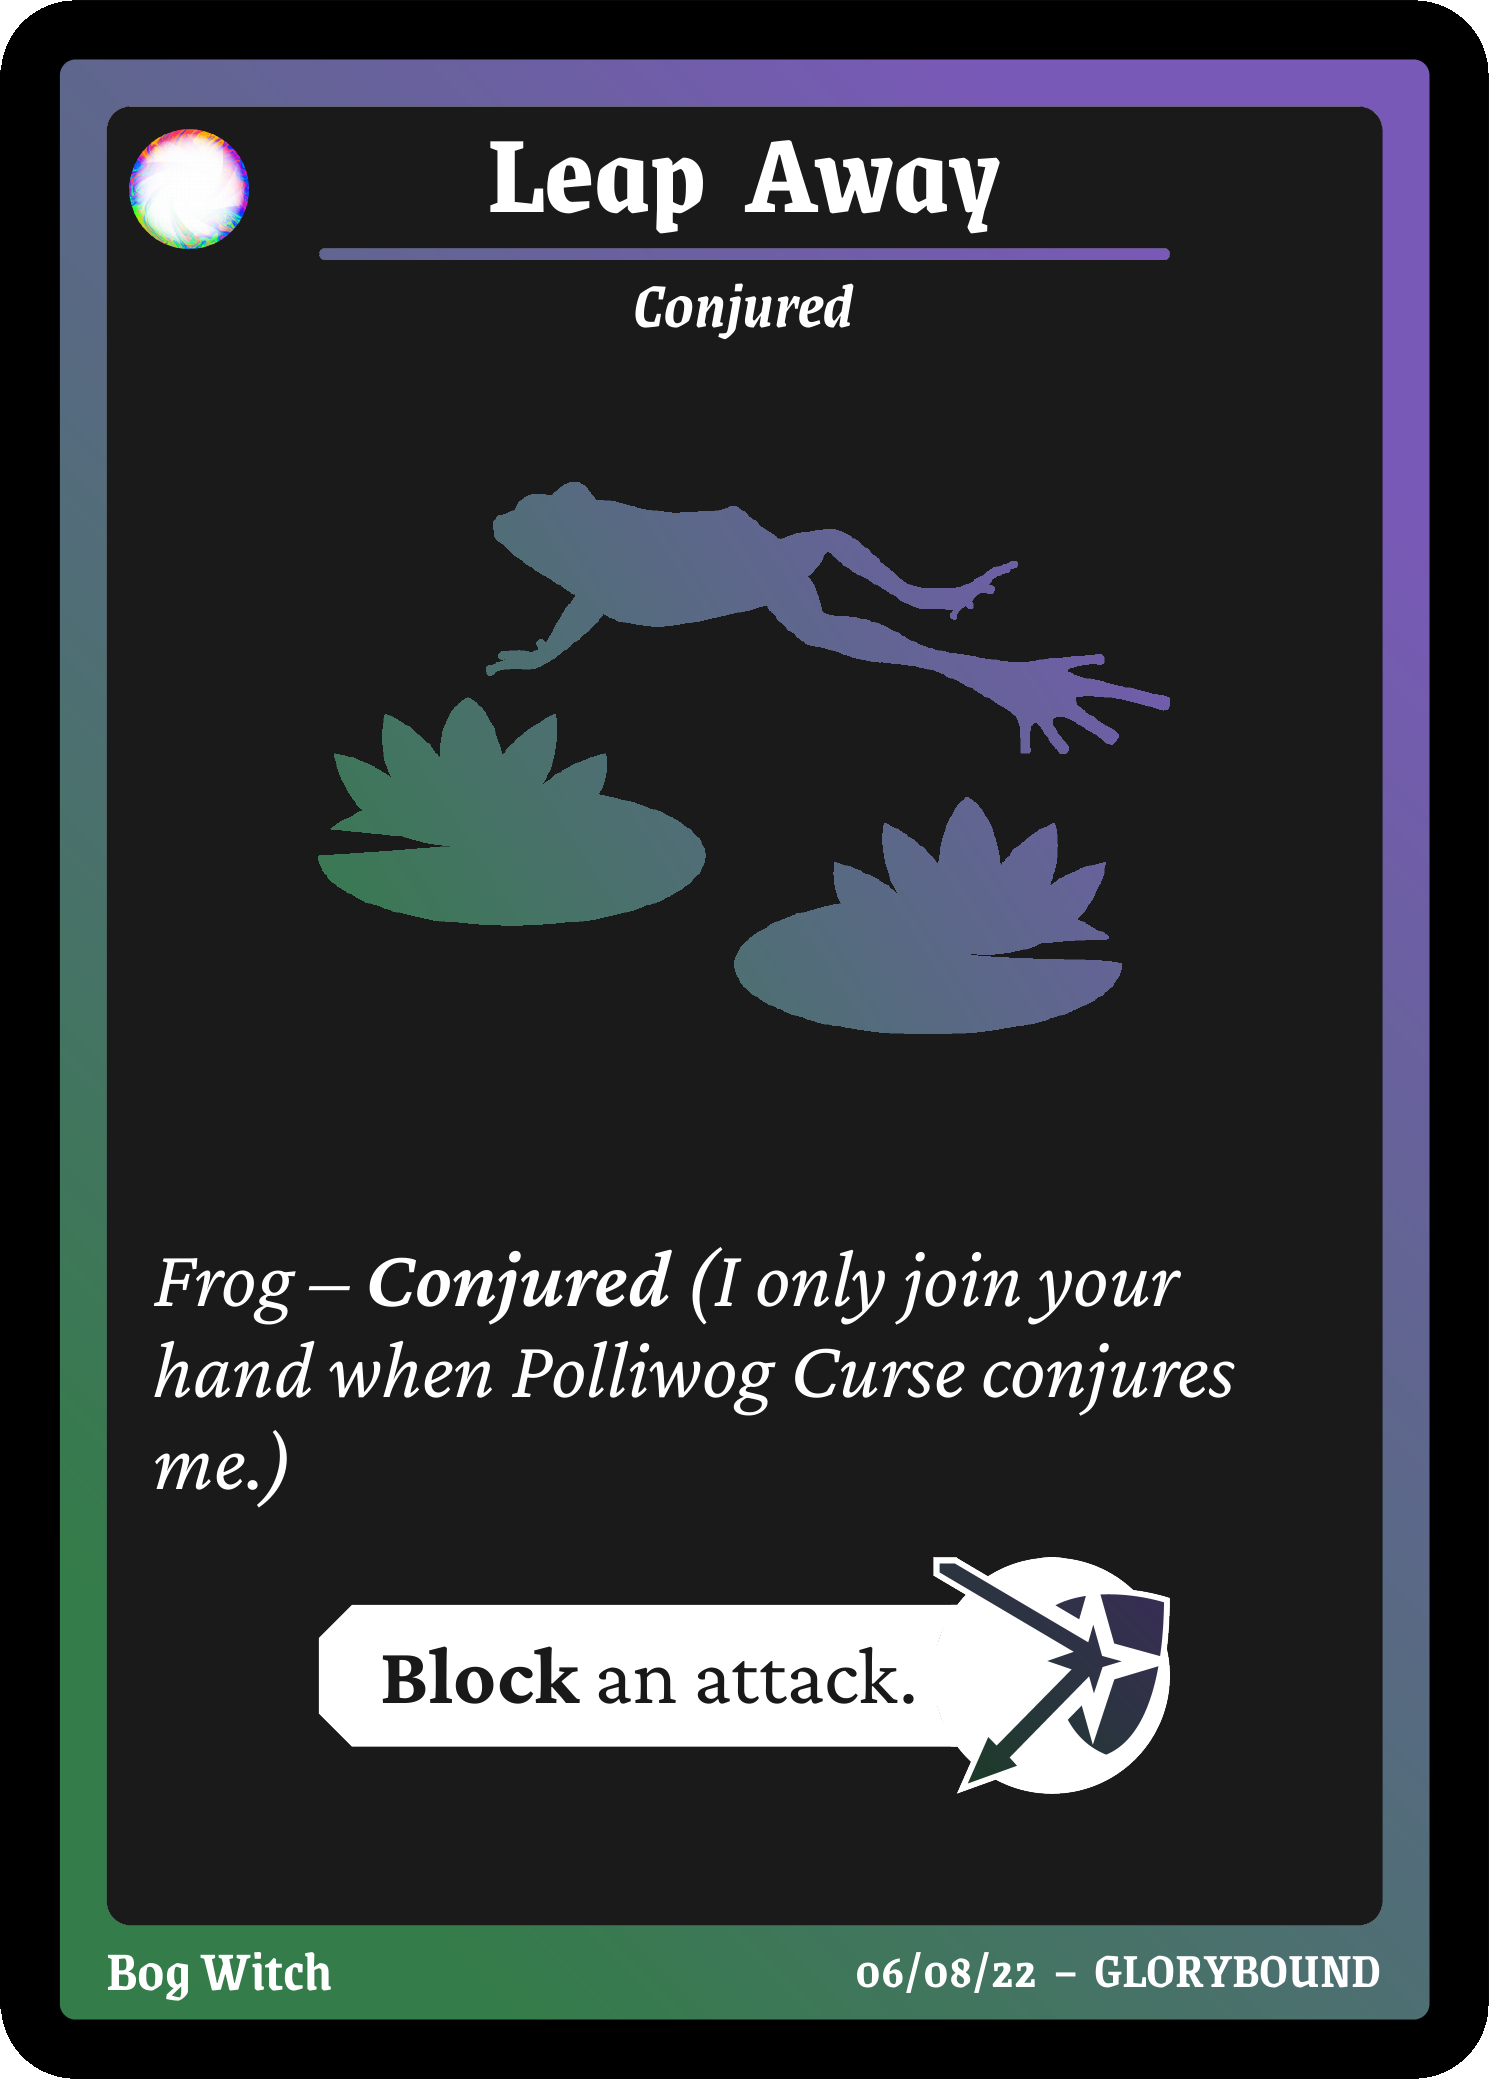 Leap Away
Conjured
Frog – Conjured (I only join your
hand when Polliwog Curse conjures
me.)
Block an attack.
Bog Witch
06/08/22 – GLORYBOUND